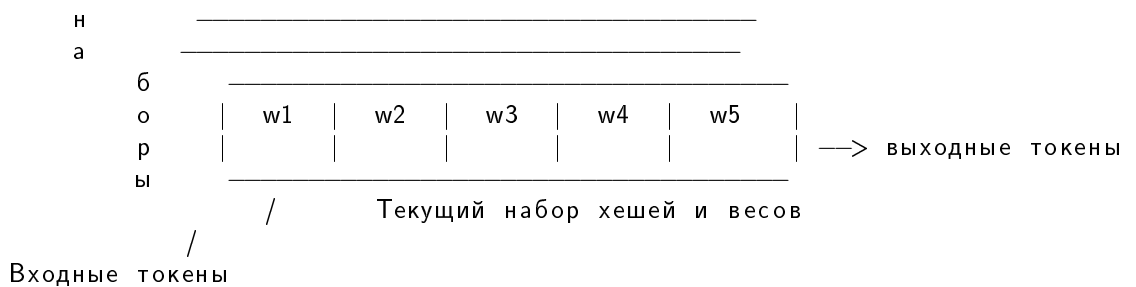 н
а
б
о | w1 | w2 | w3 | w4 | w5 |
р | | | | | | ——> выходные токены
ы
/ Текущий набор хешей и весов
/
Входные токены